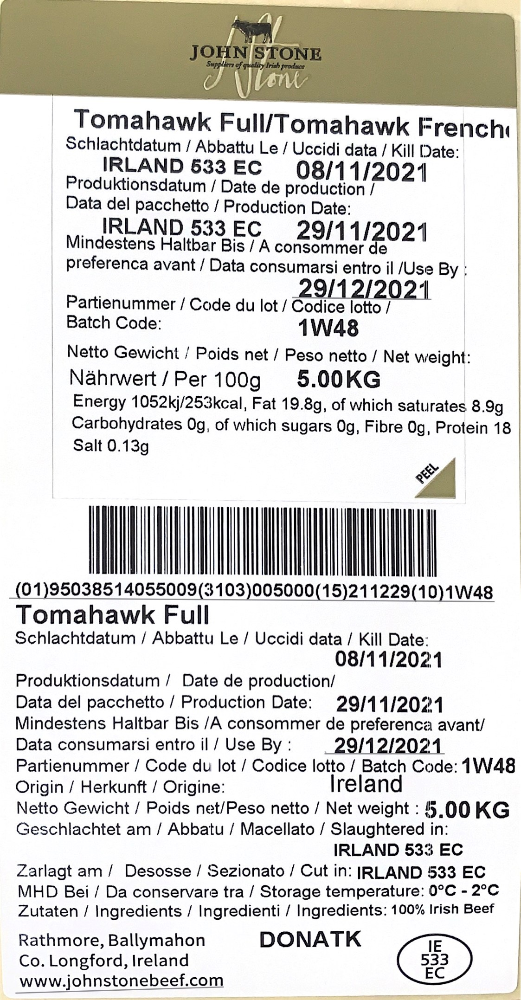 JOHN STONE
Suppliers of quality Irish produce
Stone
Tomahawk Full/Tomahawk Frenche
Schlachtdatum / Abbattu Le / Uccidi data / Kill Date:
IRLAND 533 EC 08/11/2021
Produktionsdatum / Date de production /
Data del pacchetto / Production Date:
IRLAND 533 EC 29/11/2021
Mindestens Haltbar Bis / A consommer de
preferenca avant / Data consumarsi entro il /Use By :
29/12/2021
Partienummer / Code du lot / Codice lotto /
Batch Code: 1W48
Netto Gewicht / Poids net / Peso netto / Net weight:
Nährwert / Per 100g 5.00KG
Energy 1052kj/253kcal, Fat 19.8g, of which saturates 8.9g
Carbohydrates 0g, of which sugars 0g, Fibre 0g, Protein 18
Salt 0.13g
PEEL
(01)95038514055009(3103)005000(15)211229(10)1W48
Tomahawk Full
Schlachtdatum / Abbattu Le / Uccidi data / Kill Date:
08/11/2021
Produktionsdatum / Date de production/
Data del pacchetto / Production Date: 29/11/2021
Mindestens Haltbar Bis /A consommer de preferenca avant/
Data consumarsi entro il / Use By : 29/12/2021
Partienummer / Code du lot / Codice lotto / Batch Code: 1W48
Origin / Herkunft / Origine: Ireland
Netto Gewicht / Poids net/Peso netto / Net weight : 5.00 KG
Geschlachtet am / Abbatu / Macellato / Slaughtered in:
IRLAND 533 EC
Zarlagt am / Desosse / Sezionato / Cut in: IRLAND 533 EC
MHD Bei / Da conservare tra / Storage temperature: 0°C - 2°C
Zutaten / Ingredients / Ingredienti / Ingredients: 100% Irish Beef
Rathmore, Ballymahon DONATK
Co. Longford, Ireland
www.johnstonebeef.com
IE
533
EC